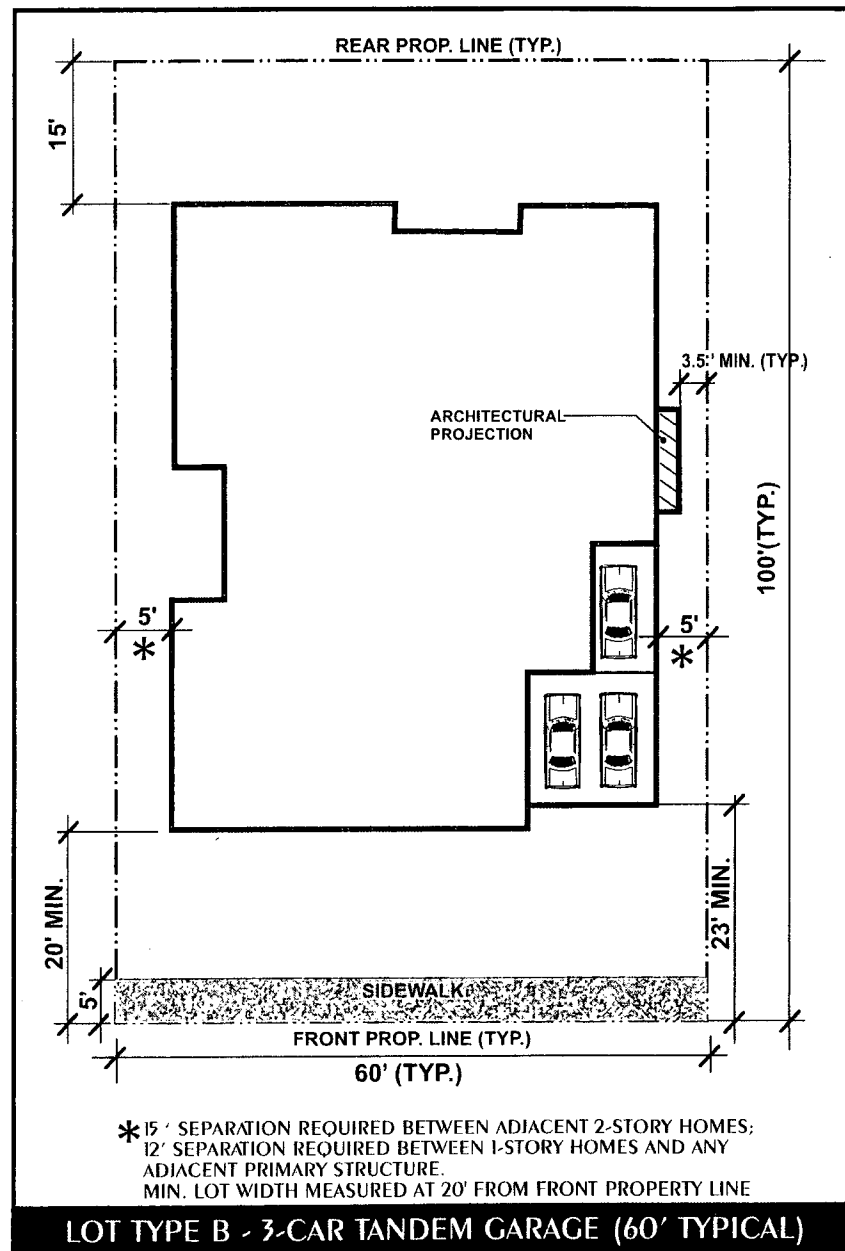 REAR PROP. LINE (TYP.)
15'
3.5' MIN. (TYP.)
ARCHITECTURAL
PROJECTION
100'(TYP.)
5'
*
5'
*
20' MIN.
23' MIN.
5'
SIDEWALK
FRONT PROP. LINE (TYP.)
60' (TYP.)
* 15 ' SEPARATION REQUIRED BETWEEN ADJACENT 2-STORY HOMES;
12' SEPARATION REQUIRED BETWEEN 1-STORY HOMES AND ANY
ADJACENT PRIMARY STRUCTURE.
MIN. LOT WIDTH MEASURED AT 20' FROM FRONT PROPERTY LINE
LOT TYPE B - 3-CAR TANDEM GARAGE (60' TYPICAL)